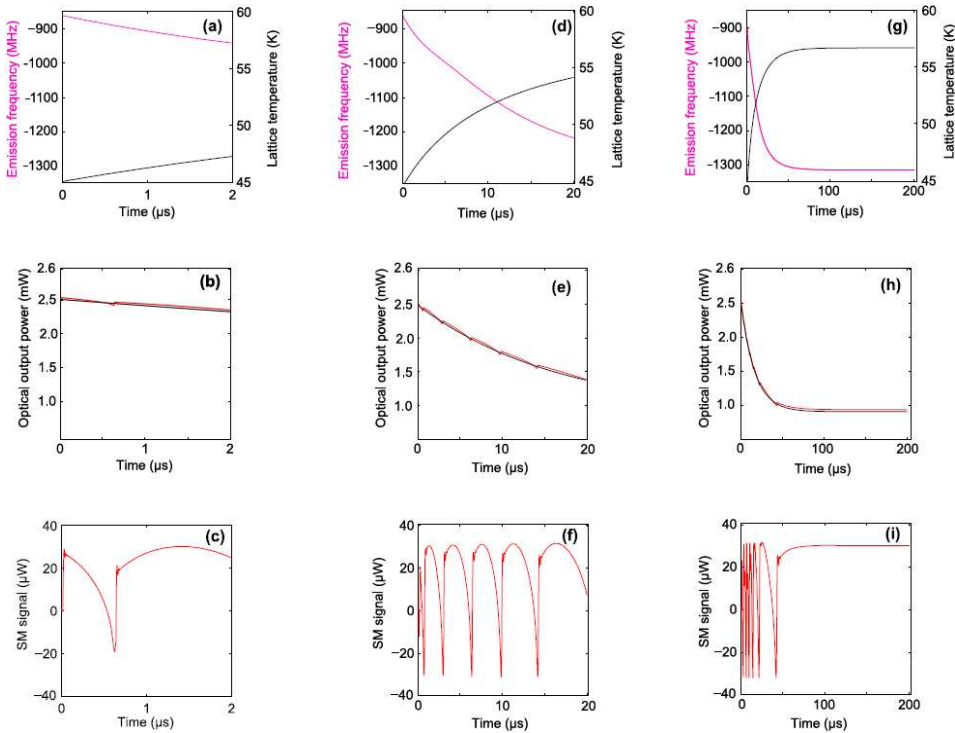 (a)
Emission frequency (MHz)
−900
−1000
−1100
−1200
−1300
60
55
50
45
Lattice temperature (K)
0 1 2
Time (μs)
(d)
Emission frequency (MHz)
−900
−1000
−1100
−1200
−1300
60
55
50
45
Lattice temperature (K)
0 10 20
Time (μs)
(g)
Emission frequency (MHz)
−900
−1000
−1100
−1200
−1300
60
55
50
45
Lattice temperature (K)
0 100 200
Time (μs)
(b)
Optical output power (mW)
2.6
2.5
2.0
1.0
0 1 2
Time (μs)
(e)
Optical output power (mW)
2.6
2.5
2.0
1.0
0 10 20
Time (μs)
(h)
Optical output power (mW)
2.6
2.5
2.0
1.0
0 100 200
Time (μs)
(c)
SM signal (μW)
40
20
0
−20
−40
0 1 2
Time (μs)
(f)
SM signal (μW)
40
20
0
−20
−40
0 5 10 15 20
Time (μs)
(i)
SM signal (μW)
40
20
0
−20
−40
0 50 100 150 200
Time (μs)